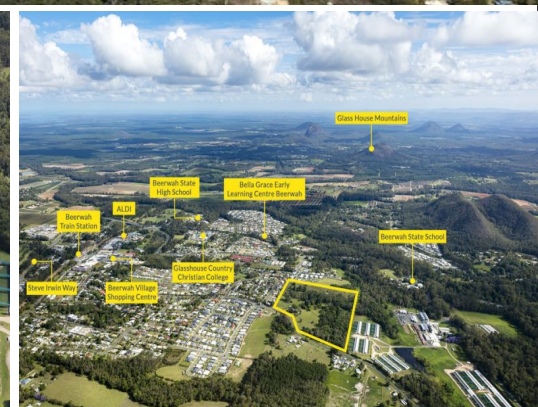 Glass House Mountains
Beerwah State
High School
Bella Grace Early
Learning Centre Beerwah
ALDI
Beerwah
Train Station
Beerwah State School
Glasshouse Country
Christian College
Steve Irwin Way
Beerwah Village
Shopping Centre